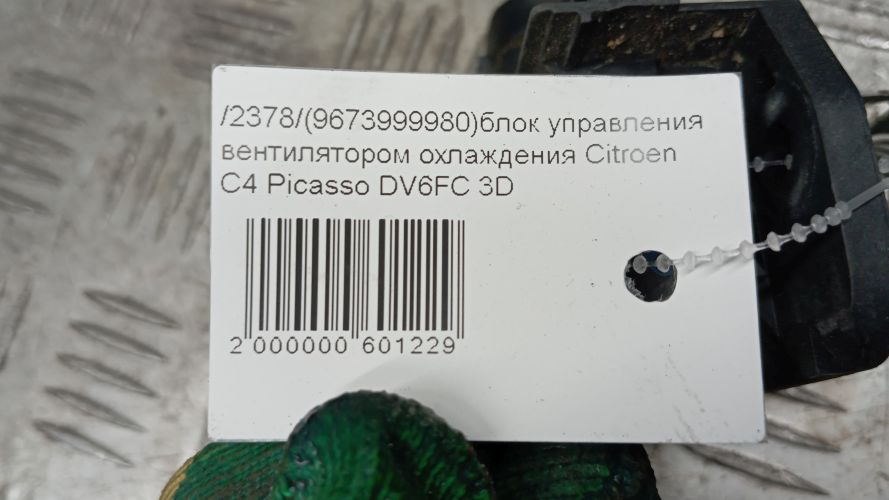 /2378/(9673999980)блок управления
вентилятором охлаждения Citroen
C4 Picasso DV6FC 3D
2 000000 601229